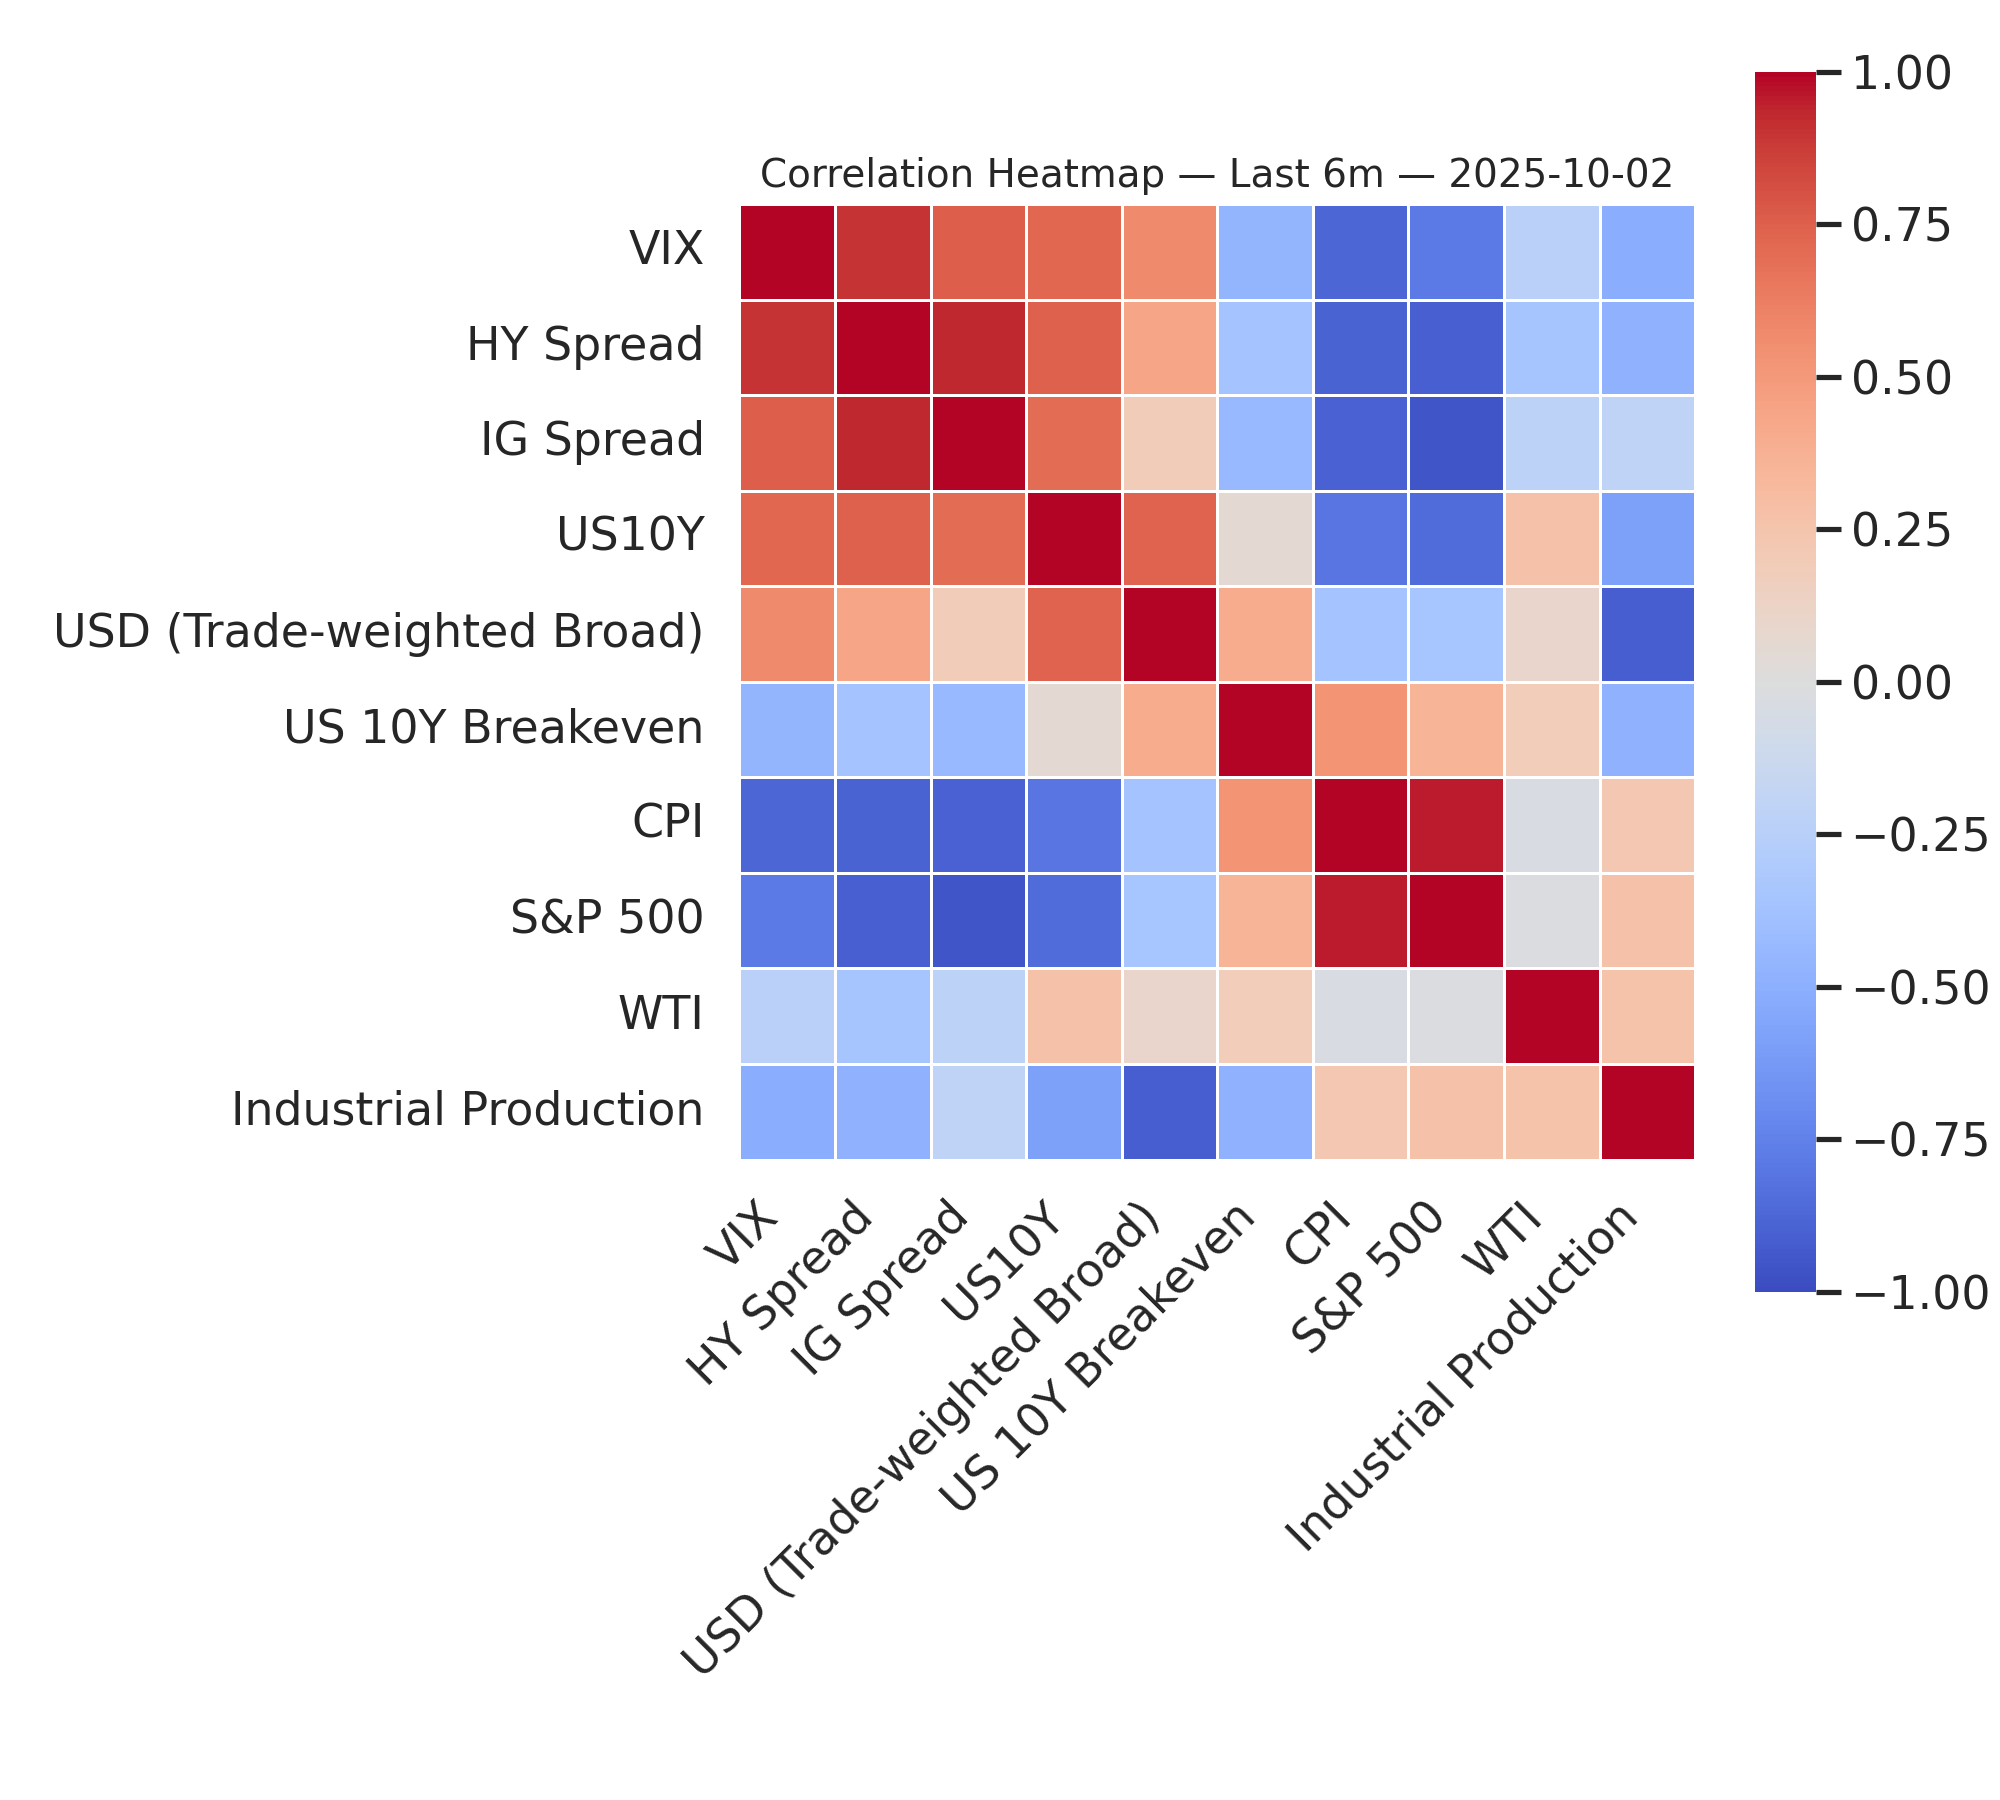 Correlation Heatmap — Last 6m — 2025-10-02
VIX
HY Spread
IG Spread
US10Y
USD (Trade-weighted Broad)
US 10Y Breakeven
CPI
S&P 500
WTI
Industrial Production
VIX
HY Spread
IG Spread
US10Y
USD (Trade-weighted Broad)
US 10Y Breakeven
CPI
S&P 500
WTI
Industrial Production
1.00
0.75
0.50
0.25
0.00
−0.25
−0.50
−0.75
−1.00